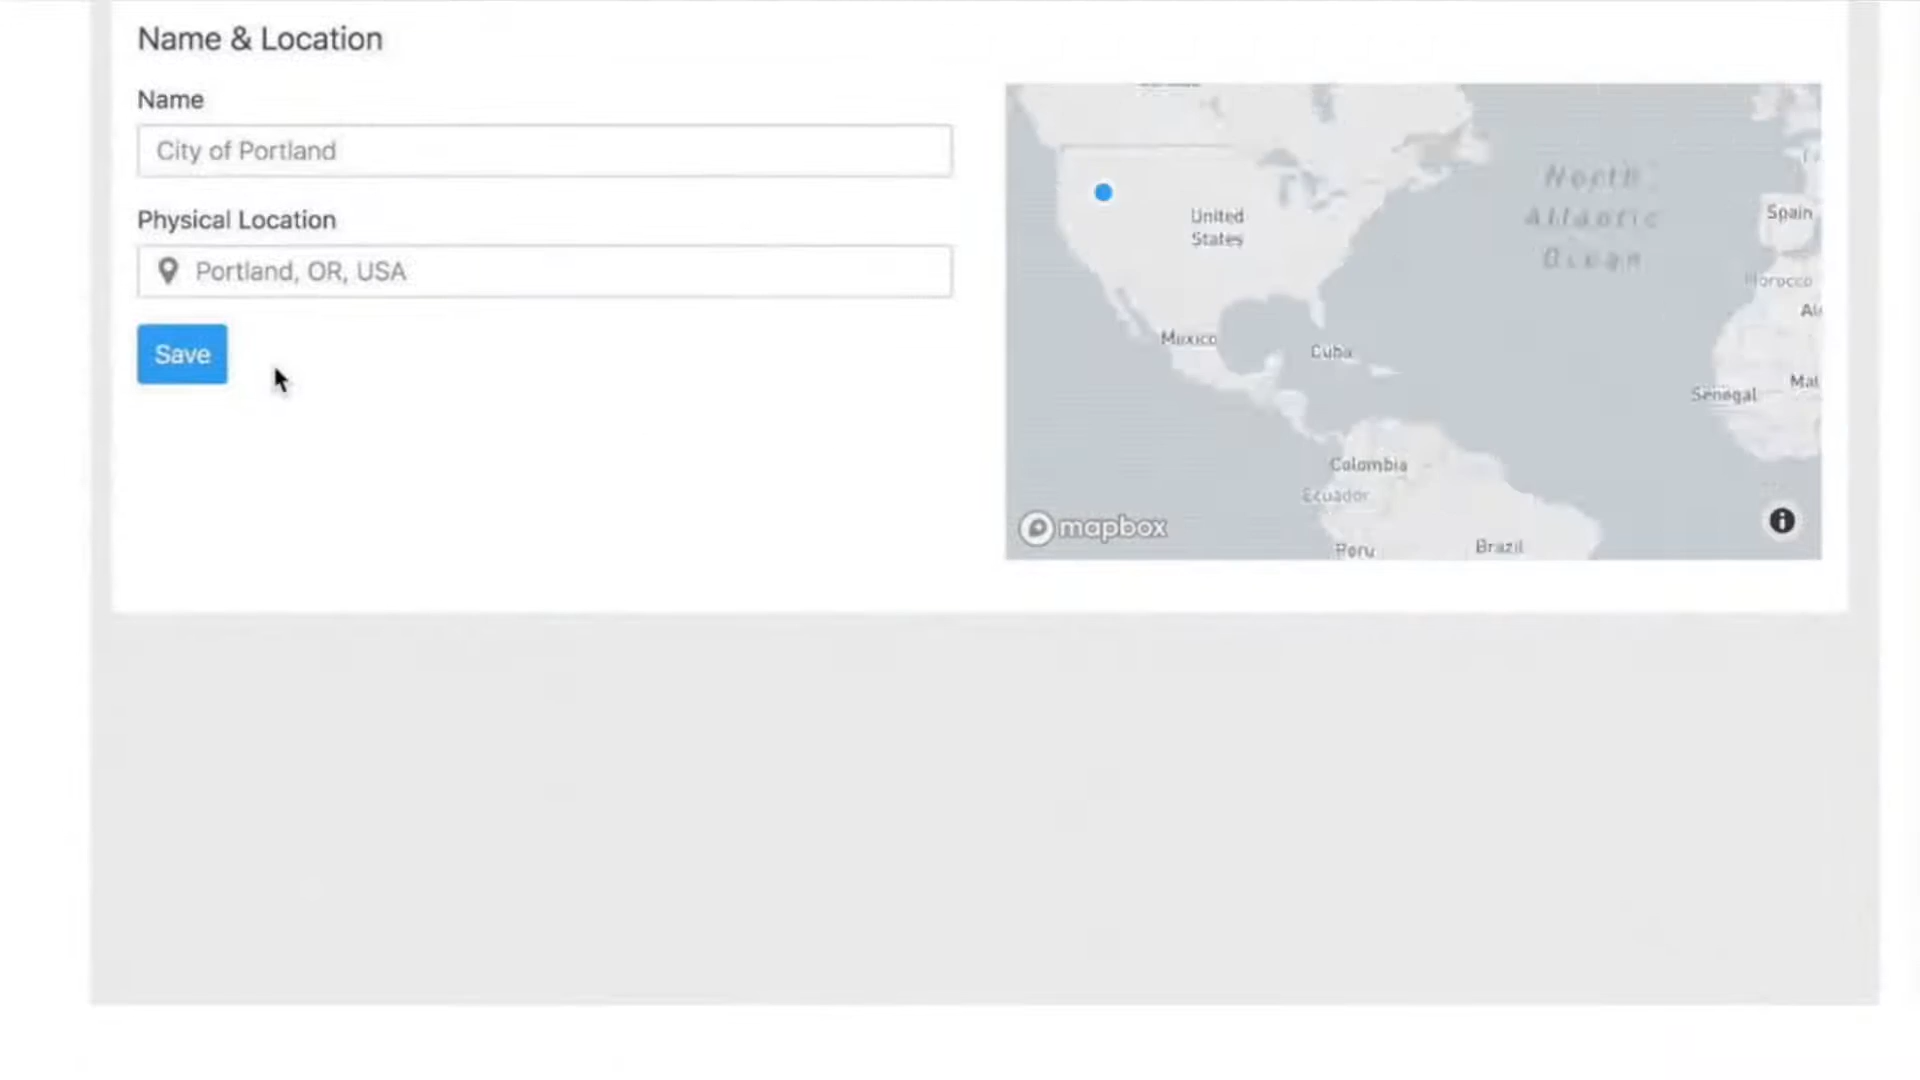 Name & Location
Name
City of Portland
Physical Location
Portland, OR, USA
Save
United
States
North
Atlantic
Ocean
Spain
Morocco
Mexico
Cuba
Senegal
Colombia
Ecuador
Peru
Brazil
mapbox